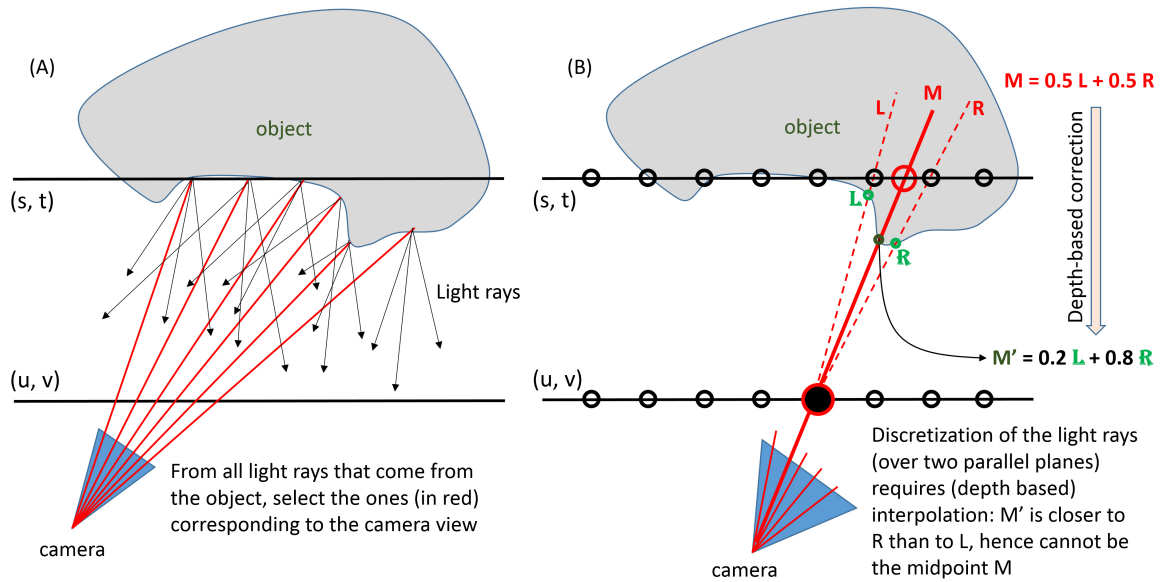 (A)
object
(s, t)
Light rays
(u, v)
From all light rays that come from
the object, select the ones (in red)
corresponding to the camera view
camera
(B)
L
M
R
M = 0.5 L + 0.5 R
object
(s, t)
L
R
Depth-based correction
M’ = 0.2 L + 0.8 R
(u, v)
Discretization of the light rays
(over two parallel planes)
requires (depth based)
interpolation: M’ is closer to
R than to L, hence cannot be
the midpoint M
camera